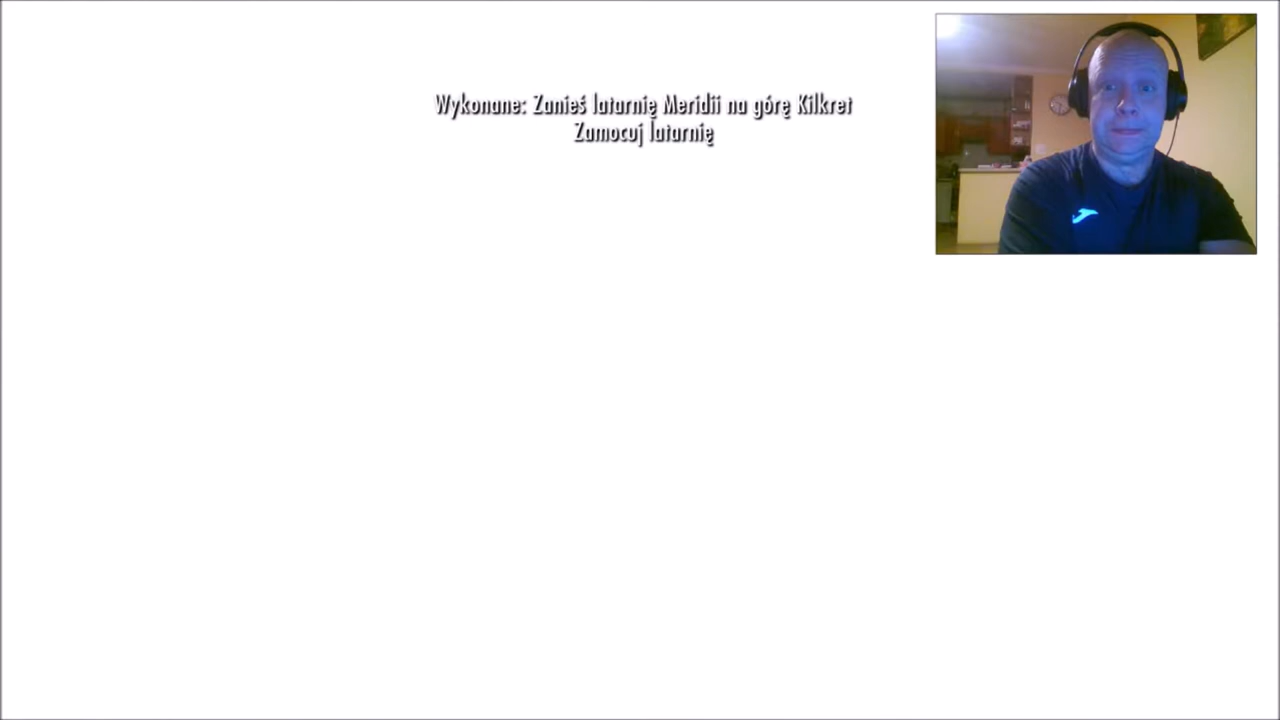 Wykonane: Zanieś latarnię Meridii na górę Kilkret
Zamocuj latarnię